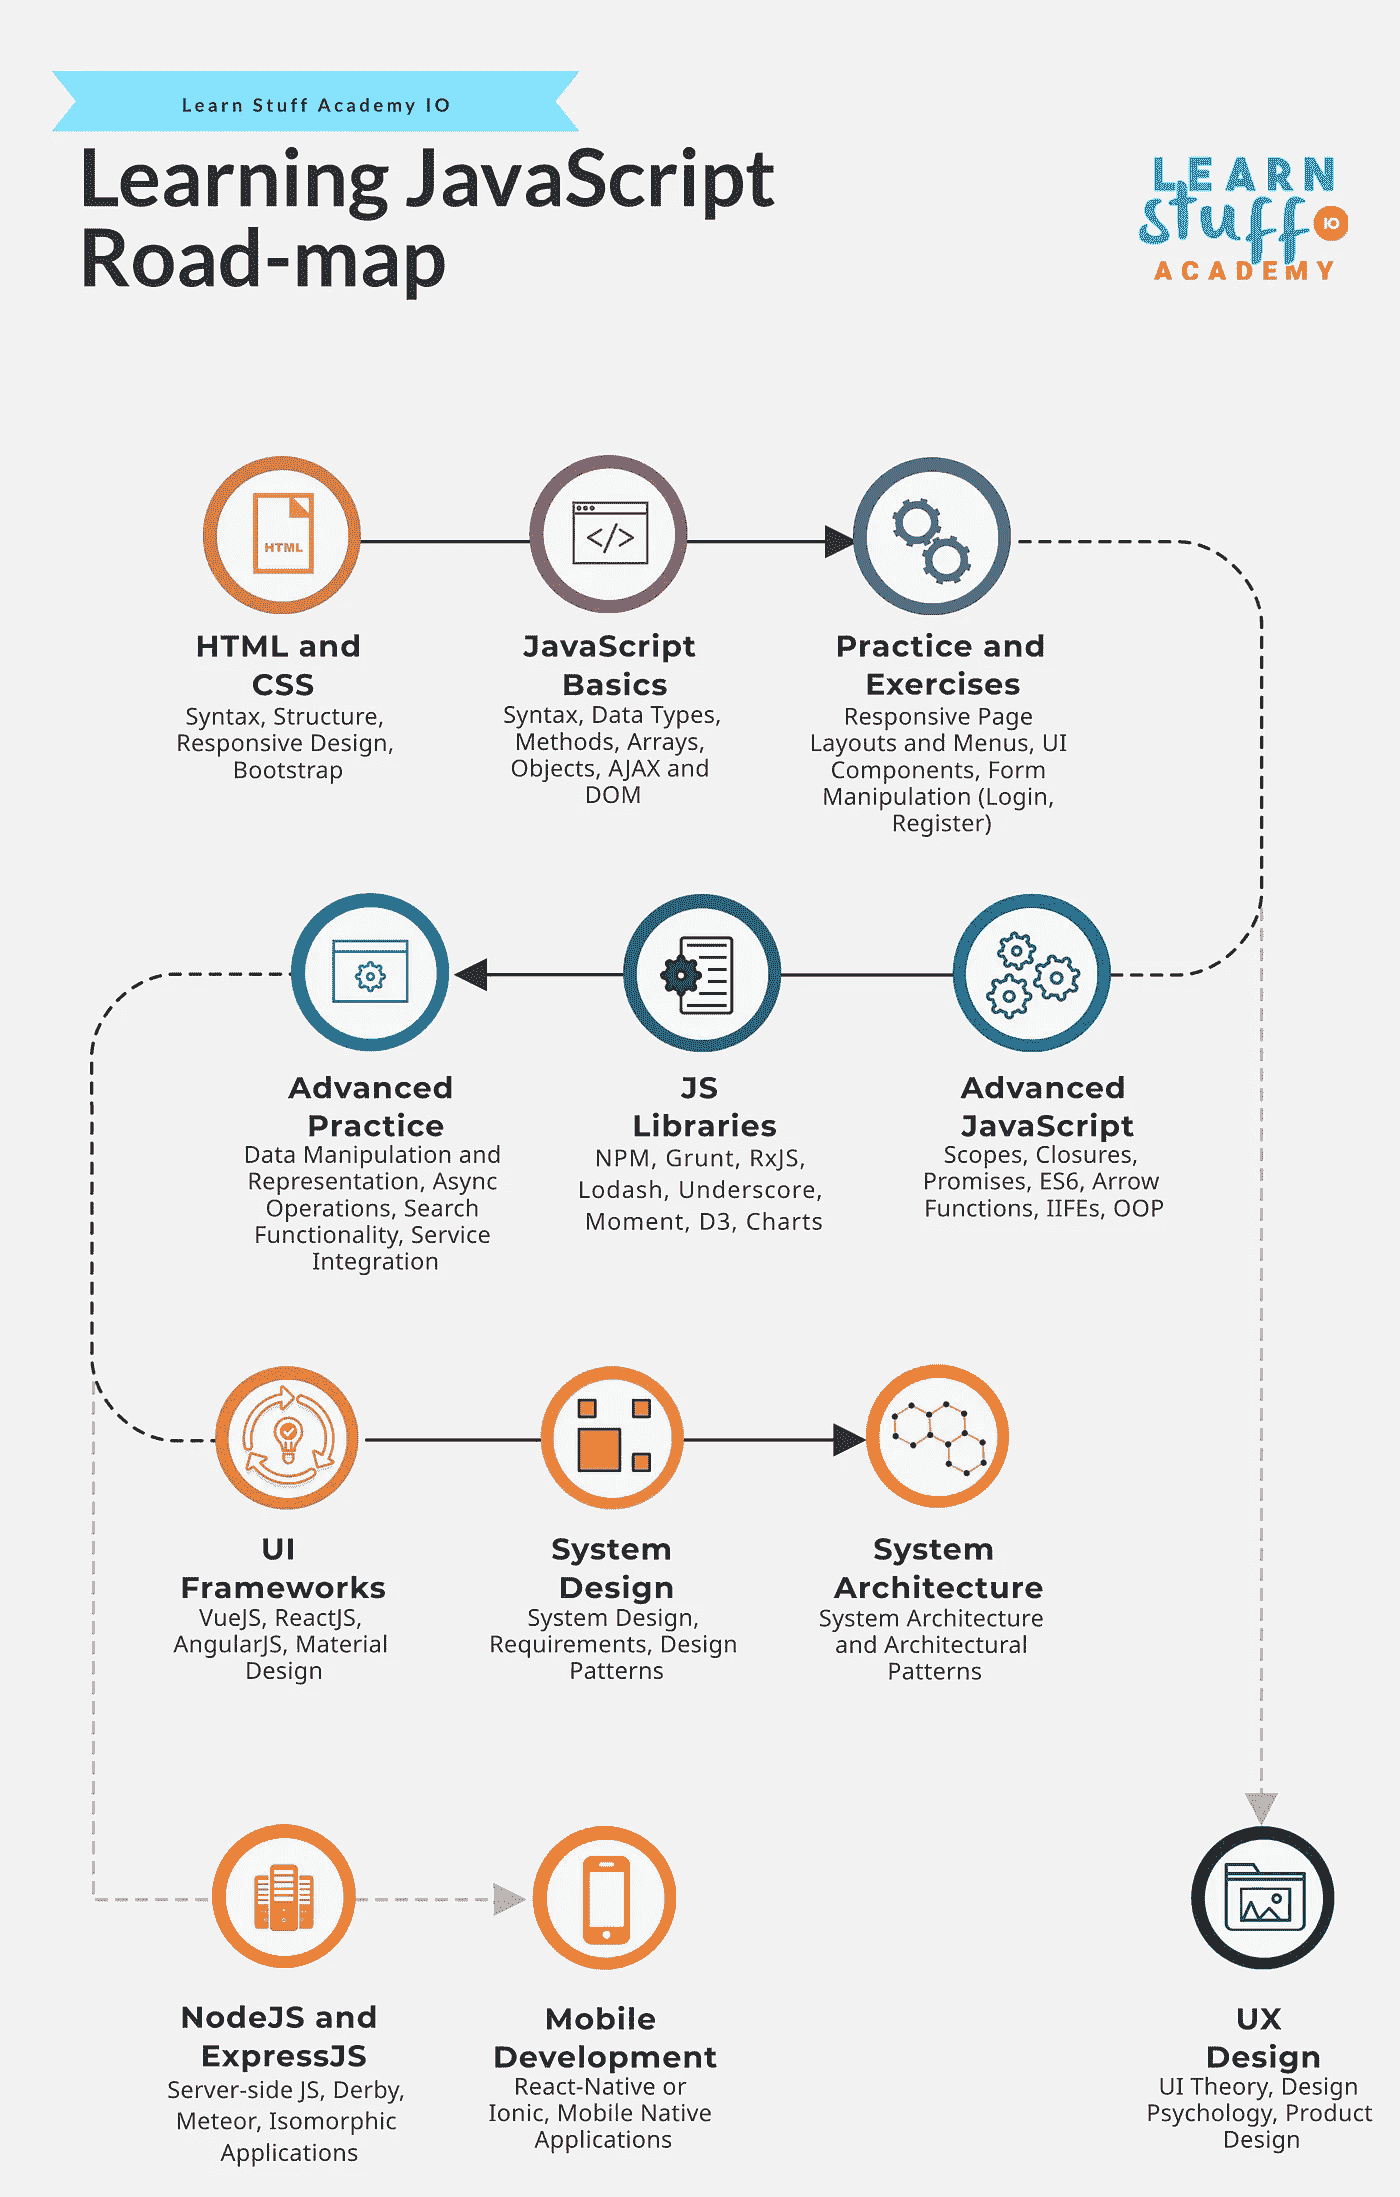 Learn Stuff Academy IO
Learning JavaScript
Road-map
LEARN
stuff IO
ACADEMY
HTML
</>
HTML and
CSS
Syntax, Structure,
Responsive Design,
Bootstrap
JavaScript
Basics
Syntax, Data Types,
Methods, Arrays,
Objects, AJAX and
DOM
Practice and
Exercises
Responsive Page
Layouts and Menus, UI
Components, Form
Manipulation (Login,
Register)
Advanced
Practice
Data Manipulation and
Representation, Async
Operations, Search
Functionality, Service
Integration
JS
Libraries
NPM, Grunt, RxJS,
Lodash, Underscore,
Moment, D3, Charts
Advanced
JavaScript
Scopes, Closures,
Promises, ES6, Arrow
Functions, IIFEs, OOP
UI
Frameworks
VueJS, ReactJS,
AngularJS, Material
Design
System
Design
System Design,
Requirements, Design
Patterns
System
Architecture
System Architecture
and Architectural
Patterns
NodeJS and
ExpressJS
Server-side JS, Derby,
Meteor, Isomorphic
Applications
Mobile
Development
React-Native or
Ionic, Mobile Native
Applications
UX
Design
UI Theory, Design
Psychology, Product
Design